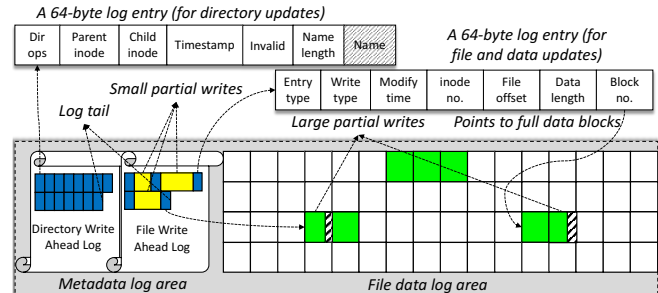 A 64-byte log entry (for directory updates)
Dir ops
Parent inode
Child inode
Timestamp
Invalid
Name length
Name
A 64-byte log entry (for
file and data updates)
Entry type
Write type
Modify time
inode no.
File offset
Data length
Block no.
Small partial writes
Log tail
Large partial writes
Points to full data blocks
Directory Write
Ahead Log
File Write
Ahead Log
Metadata log area
File data log area